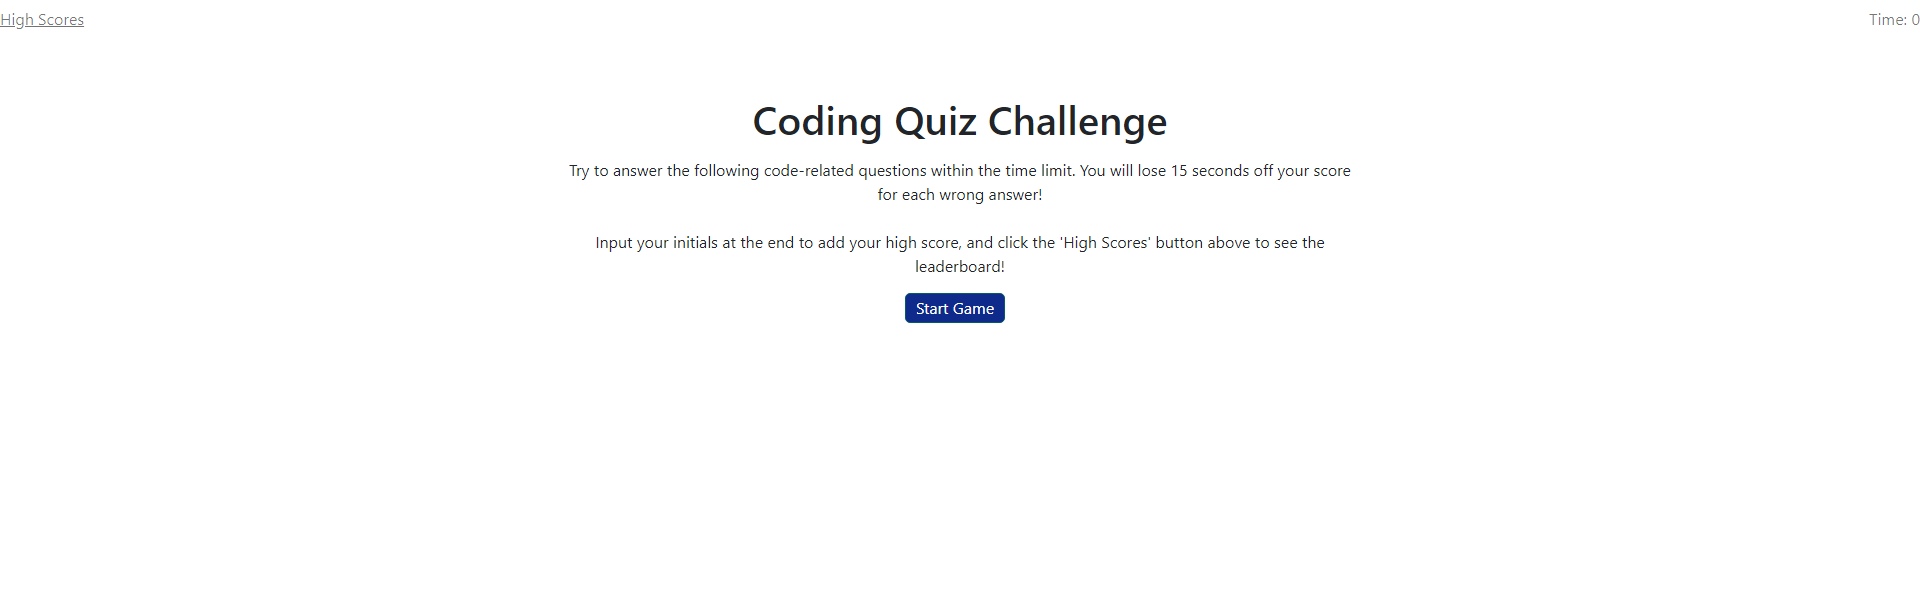 High Scores
Time: 0
Coding Quiz Challenge
Try to answer the following code-related questions within the time limit. You will lose 15 seconds off your score
for each wrong answer!
Input your initials at the end to add your high score, and click the 'High Scores' button above to see the
leaderboard!
Start Game